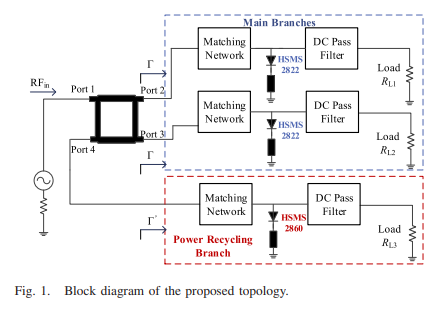 Main Branches
Matching
Network
HSMS
2822
DC Pass
Filter
Load
R_L1
Γ
RF_in
Port 1
Port 2
Matching
Network
HSMS
2822
DC Pass
Filter
Load
R_L2
Port 3
Port 4
Γ
Matching
Network
HSMS
2860
DC Pass
Filter
Load
R_L3
Γ'
Power Recycling
Branch
Fig. 1. Block diagram of the proposed topology.